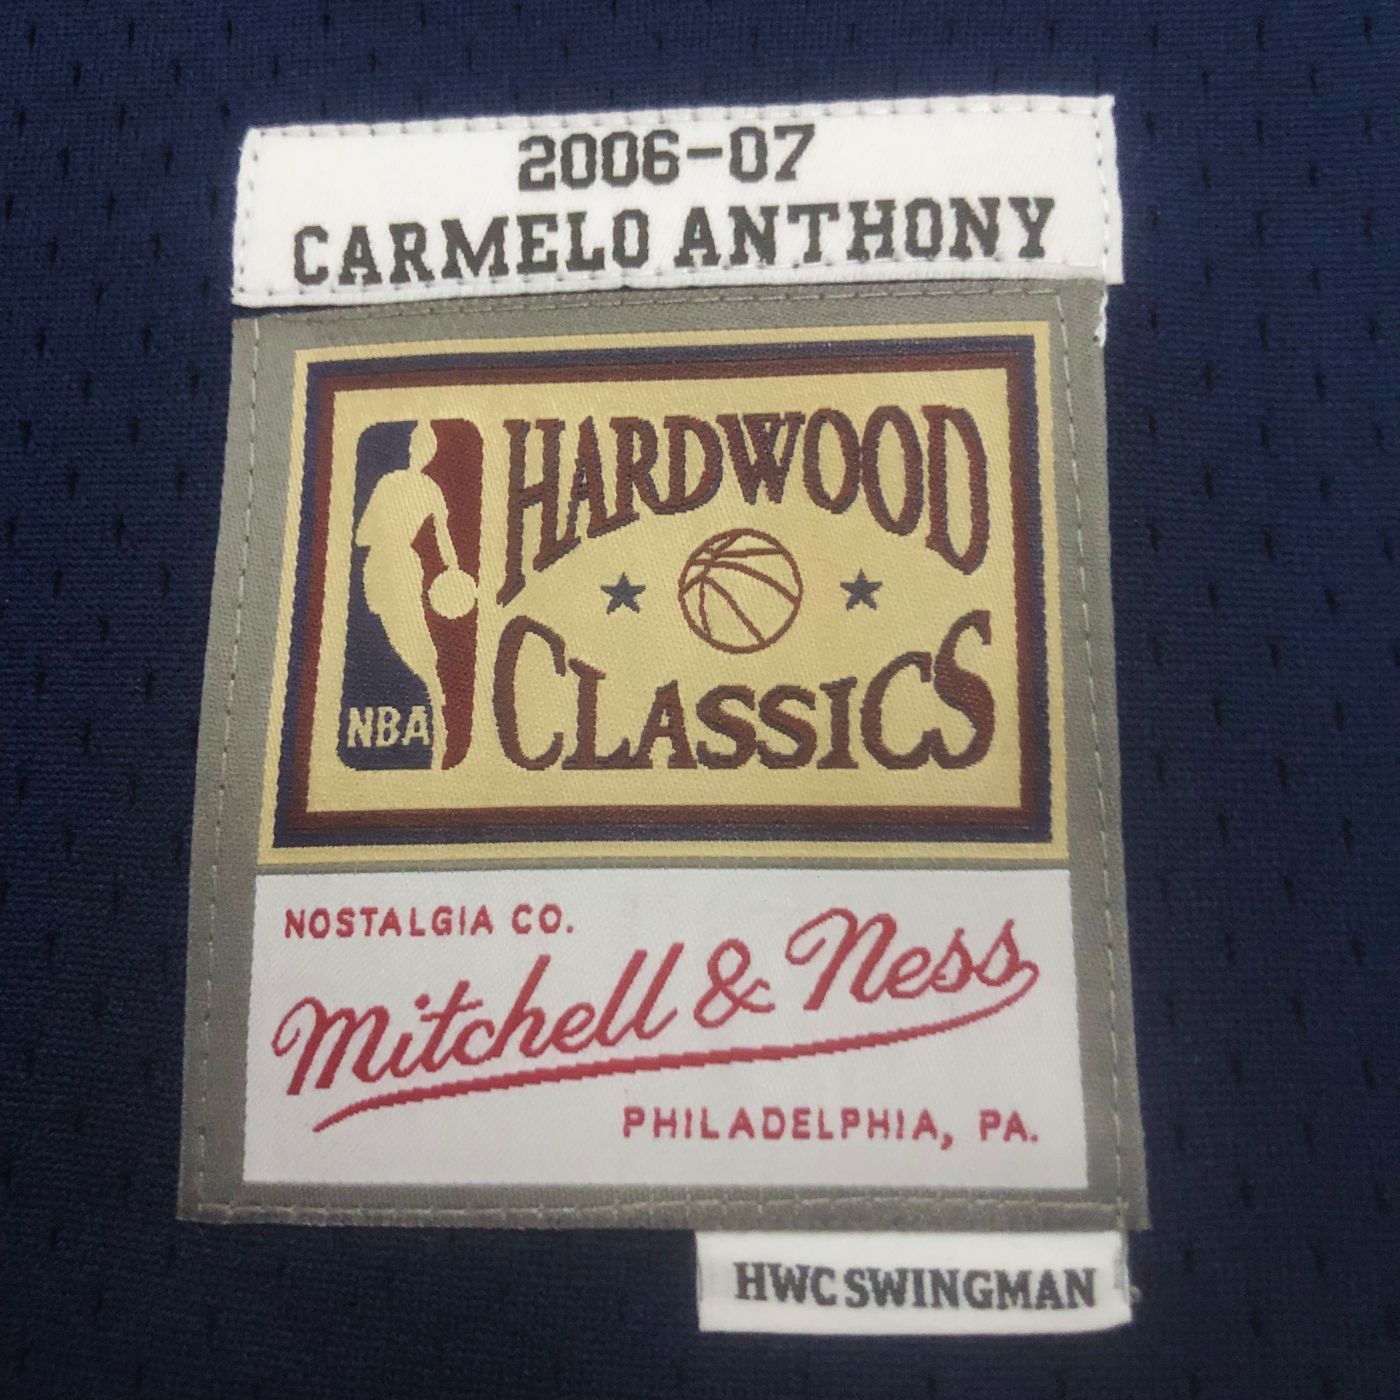 2006-07
CARMELO ANTHONY
HARDWOOD
CLASSICS
NBA
NOSTALGIA CO.
Mitchell & Ness
PHILADELPHIA, PA.
HWC SWINGMAN